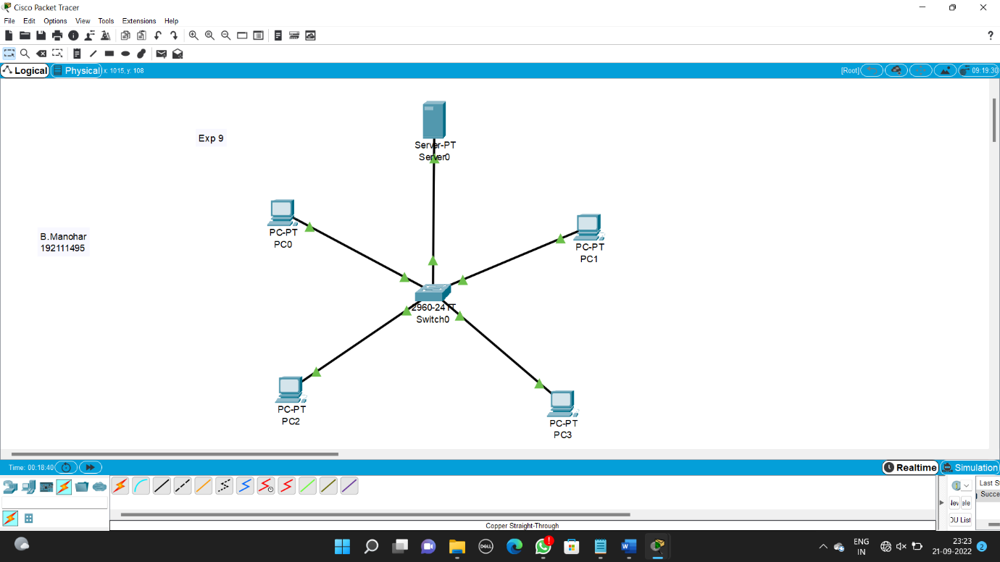 Cisco Packet Tracer
File Edit Options View Tools Extensions Help
?
Logical Physical x: 1015, y: 108 [Root] 09:19:30
Exp 9
Server-PT
Server0
PC-PT
PC0
B.Manohar
192111495
PC-PT
PC1
2960-24TT
Switch0
PC-PT
PC2
PC-PT
PC3
Time: 00:18:40 Realtime Simulation
Last S
Succe
OU List
Copper Straight-Through
DELL
ENG
IN
23:23
21-09-2022
2